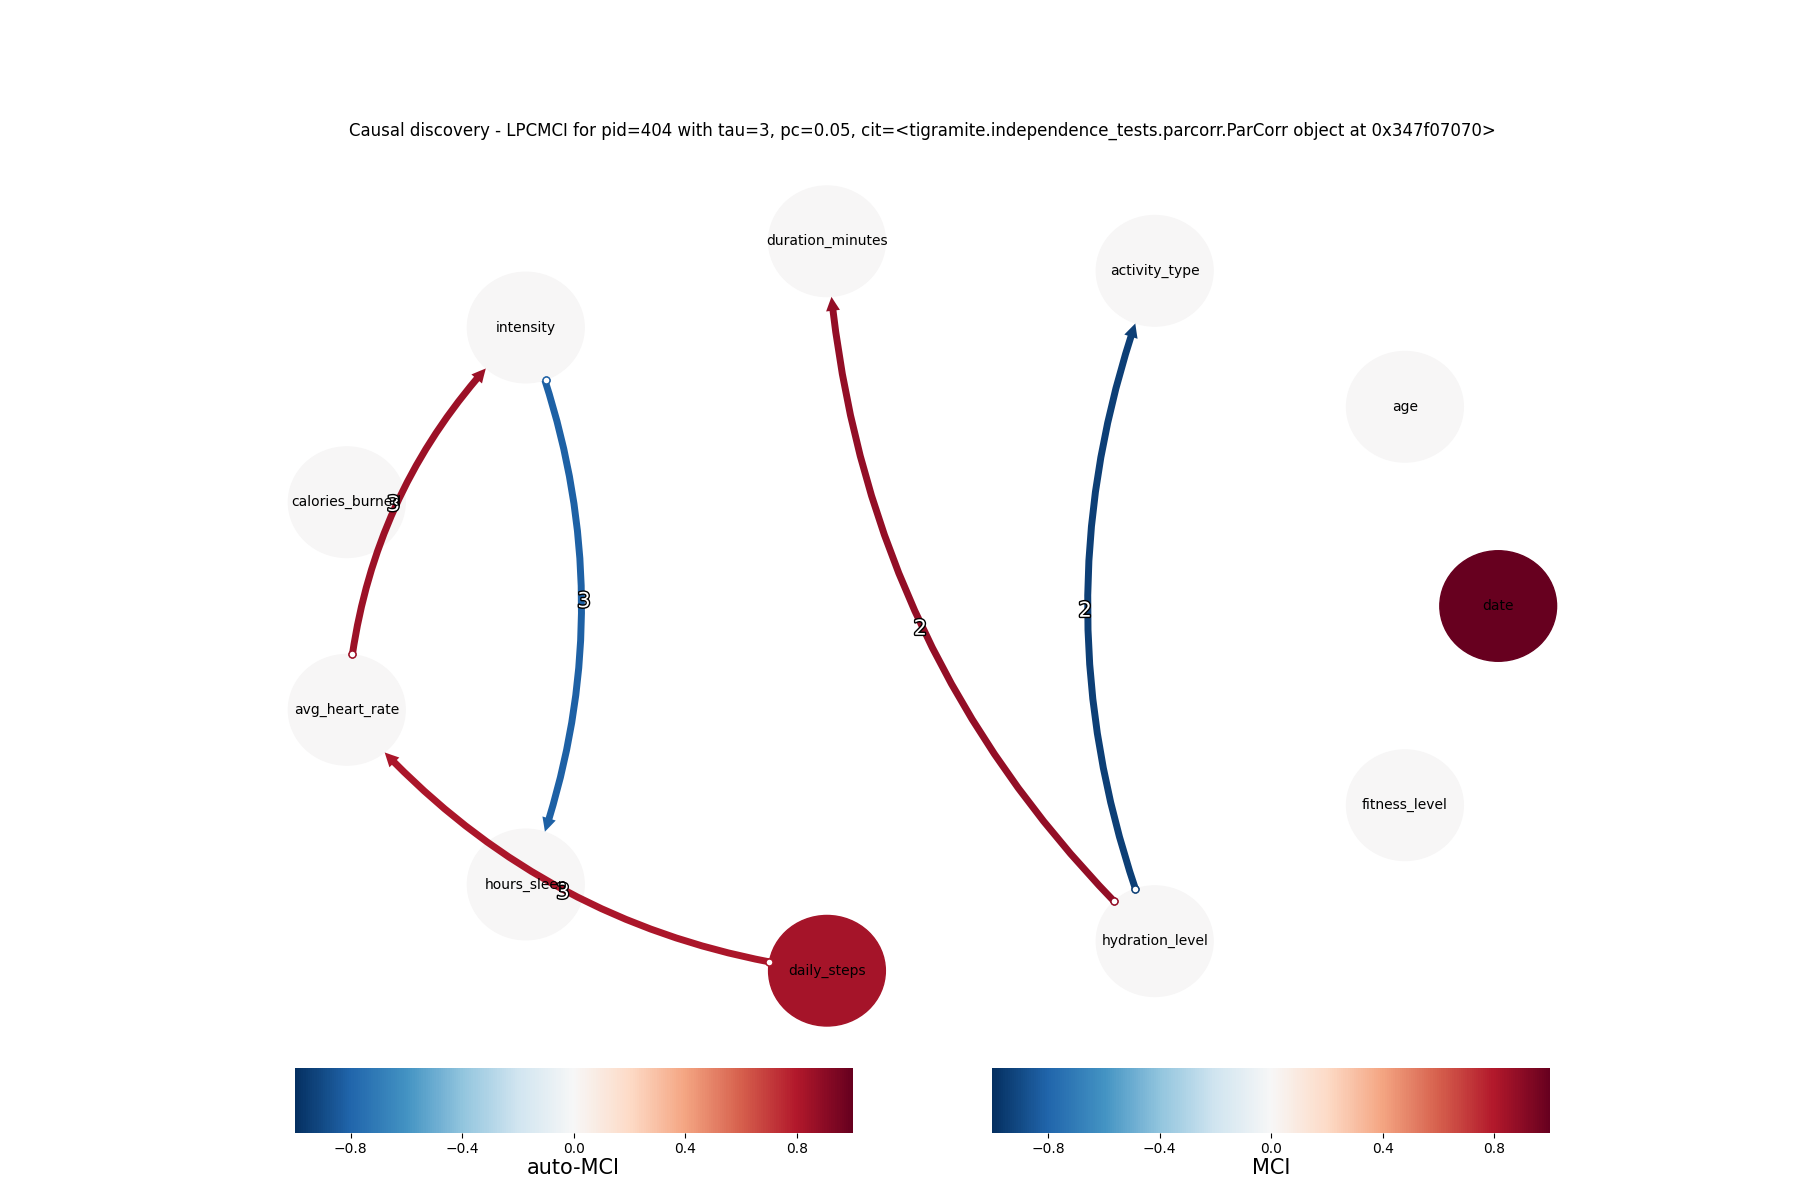 Causal discovery - LPCMCI for pid=404 with tau=3, pc=0.05, cit=<tigramite.independence_tests.parcorr.ParCorr object at 0x347f07070>
duration_minutes
activity_type
intensity
age
calories_burned
3
3
date
2
2
avg_heart_rate
fitness_level
hours_sleep
3
hydration_level
daily_steps
−0.8 −0.4 0.0 0.4 0.8
auto-MCI
−0.8 −0.4 0.0 0.4 0.8
MCI